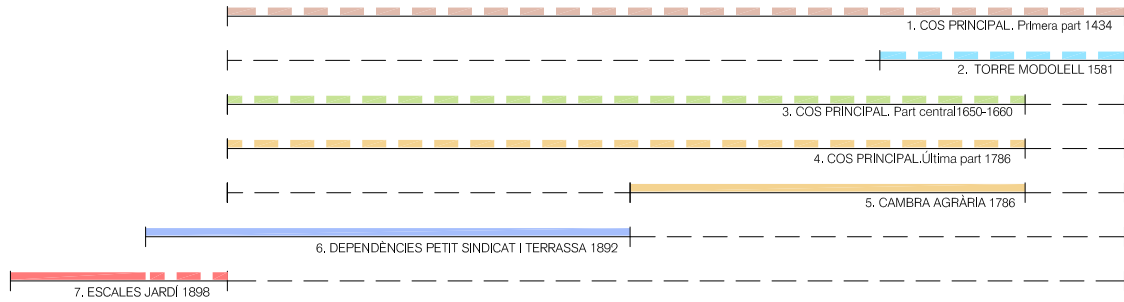 1. COS PRINCIPAL. Primera part 1434
2. TORRE MODOLELL 1581
3. COS PRINCIPAL. Part central1650-1660
4. COS PRINCIPAL.Última part 1786
5. CAMBRA AGRÀRIA 1786
6. DEPENDÈNCIES PETIT SINDICAT I TERRASSA 1892
7. ESCALES JARDÍ 1898